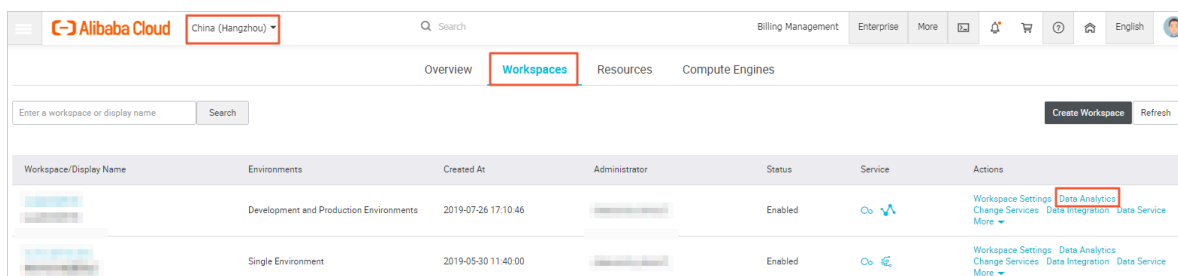 Alibaba Cloud China (Hangzhou) Search Billing Management Enterprise More English
Overview Workspaces Resources Compute Engines
Enter a workspace or display name Search Create Workspace Refresh
Workspace/Display Name Environments Created At Administrator Status Service Actions
Development and Production Environments 2019-07-26 17:10:46 Enabled Workspace Settings Data Analytics
Change Services Data Integration Data Service
More
Single Environment 2019-05-30 11:40:00 Enabled Workspace Settings Data Analytics
Change Services Data Integration Data Service
More